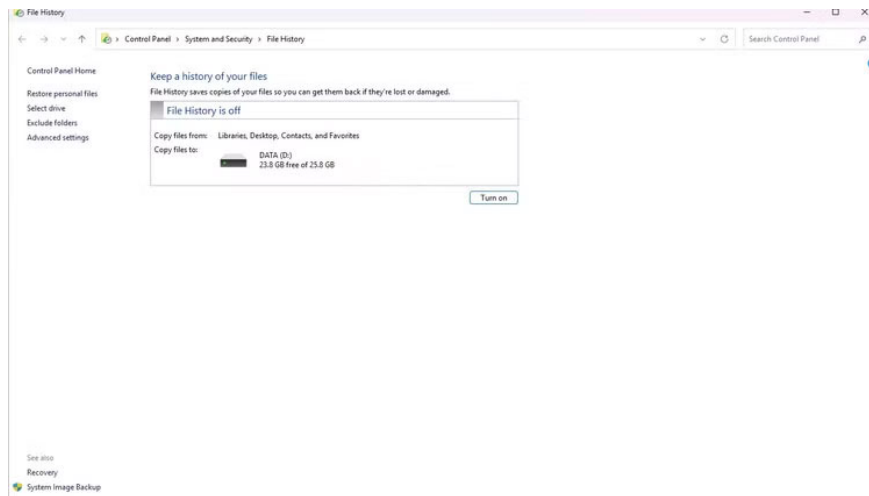 File History
Control Panel › System and Security › File History
Search Control Panel
Control Panel Home
Restore personal files
Select drive
Exclude folders
Advanced settings
Keep a history of your files
File History saves copies of your files so you can get them back if they're lost or damaged.
File History is off
Copy files from: Libraries, Desktop, Contacts, and Favorites
Copy files to:
DATA (D:)
23.8 GB free of 25.8 GB
Turn on
See also
Recovery
System Image Backup